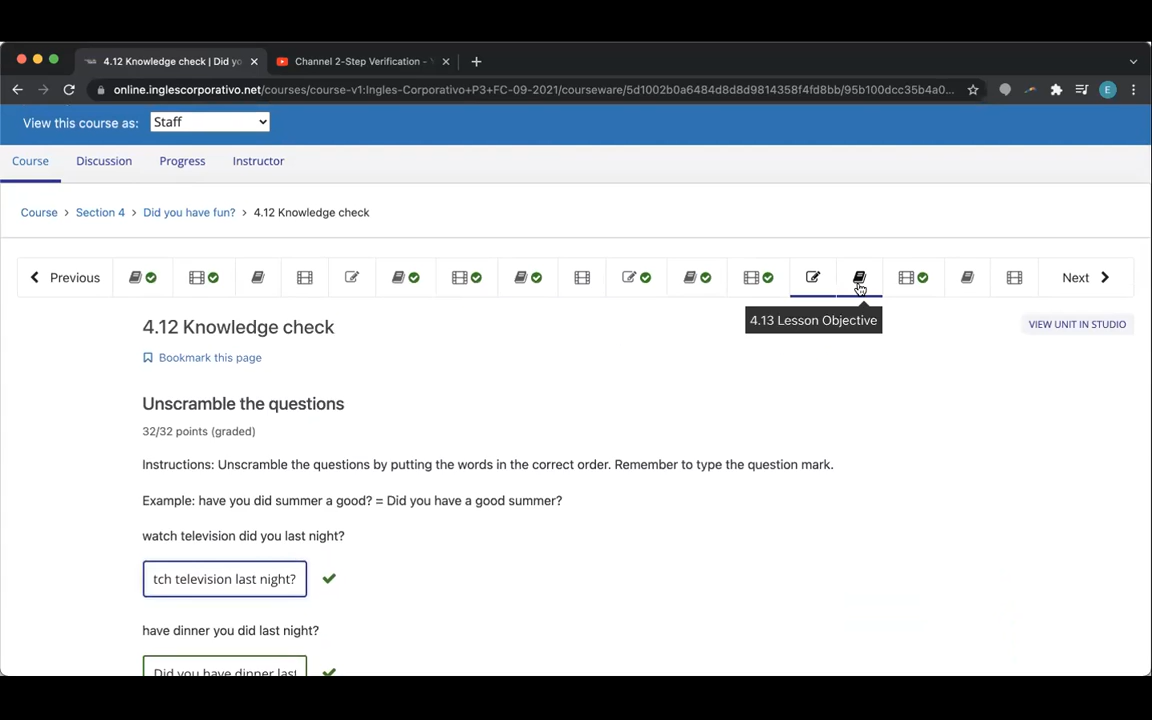 4.12 Knowledge check | Did yo
Channel 2-Step Verification -
online.inglescorporativo.net/courses/course-v1:Ingles-Corporativo+P3+FC-09-2021/courseware/5d1002b0a6484d8d8d9814358f4fd8bb/95b100dcc35b4a0...
E
View this course as: Staff
Course Discussion Progress Instructor
Course > Section 4 > Did you have fun? > 4.12 Knowledge check
Previous Next
4.13 Lesson Objective
4.12 Knowledge check
VIEW UNIT IN STUDIO
Bookmark this page
Unscramble the questions
32/32 points (graded)
Instructions: Unscramble the questions by putting the words in the correct order. Remember to type the question mark.
Example: have you did summer a good? = Did you have a good summer?
watch television did you last night?
tch television last night?
have dinner you did last night?
Did you have dinner last